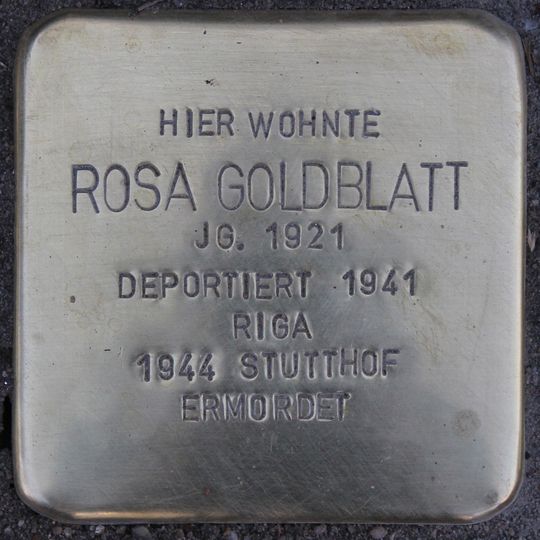 HIER WOHNTE
ROSA GOLDBLATT
JG. 1921
DEPORTIERT 1941
RIGA
1944 STUTTHOF
ERMORDET